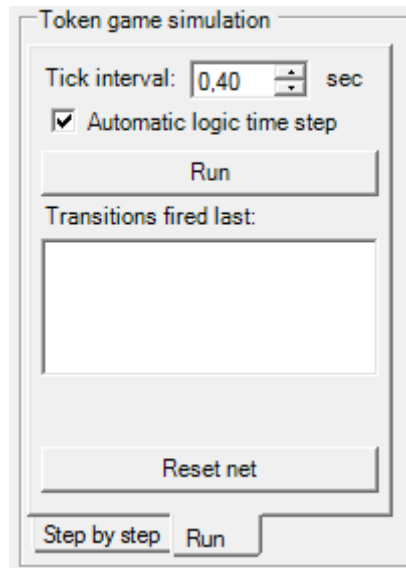 Token game simulation
Tick interval: 0,40 sec
Automatic logic time step
Run
Transitions fired last:
Reset net
Step by step Run